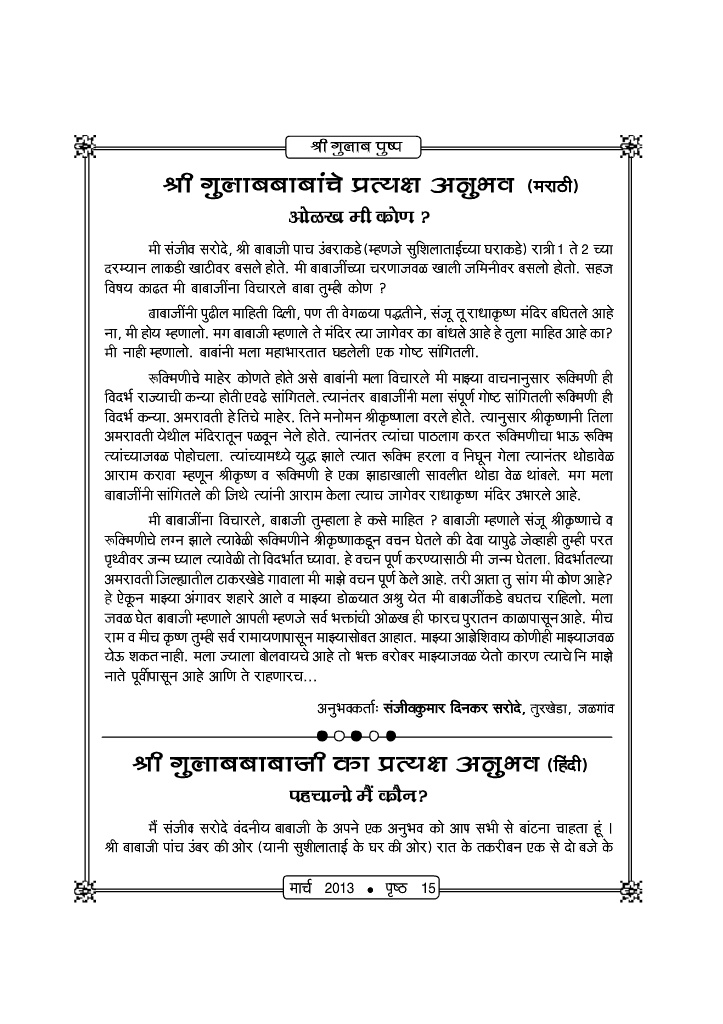 श्री गुलाब पुष्प
श्री गुलाबबाबांचे प्रत्यक्ष अनुभव (मराठी)
ओळख मी कोण ?
मी संजीव सरोदे, श्री बाबाजी पाच उंबराकडे (म्हणजे सुशिलाताईच्या घराकडे) रात्री 1 ते 2 च्या
दरम्यान लाकडी खाटीवर बसले होते. मी बाबाजींच्या चरणाजवळ खाली जमिनीवर बसलो होतो. सहज
विषय काढत मी बाबाजींना विचारले बाबा तुम्ही कोण ?
बाबाजींनी पुढील माहिती दिली, पण ती वेगळ्या पद्धतीने, संजू तू राधाकृष्ण मंदिर बघितले आहे
ना, मी होय म्हणालो. मग बाबाजी म्हणाले ते मंदिर त्या जागेवर का बांधले आहे हे तुला माहित आहे का?
मी नाही म्हणालो. बाबांनी मला महाभारतात घडलेली एक गोष्ट सांगितली.
रूक्मिणीचे माहेर कोणते होते असे बाबांनी मला विचारले मी माझ्या वाचनानुसार रूक्मिणी ही
विदर्भ राज्याची कन्या होती एवढे सांगितले. त्यानंतर बाबाजींनी मला संपूर्ण गोष्ट सांगितली रूक्मिणी ही
विदर्भ कन्या. अमरावती हे तिचे माहेर. तिने मनोमन श्रीकृष्णाला वरले होते. त्यानुसार श्रीकृष्णानी तिला
अमरावती येथील मंदिरातून पळवून नेले होते. त्यानंतर त्यांचा पाठलाग करत रूक्मिणीचा भाऊ रूक्मि
त्यांच्याजवळ पोहोचला. त्यांच्यामध्ये युद्ध झाले त्यात रूक्मि हरला व निघून गेला त्यानंतर थोडावेळ
आराम करावा म्हणून श्रीकृष्ण व रूक्मिणी हे एका झाडाखाली सावलीत थोडा वेळ थांबले. मग मला
बाबाजींनी सांगितले की जिथे त्यांनी आराम केला त्याच जागेवर राधाकृष्ण मंदिर उभारले आहे.
मी बाबाजींना विचारले, बाबाजी तुम्हाला हे कसे माहित ? बाबाजी म्हणाले संजू श्रीकृष्णाचे व
रूक्मिणीचे लग्न झाले त्यावेळी रूक्मिणीने श्रीकृष्णाकडून वचन घेतले की देवा यापुढे जेव्हाही तुम्ही परत
पृथ्वीवर जन्म घ्याल त्यावेळी तो विदर्भात घ्यावा. हे वचन पूर्ण करण्यासाठी मी जन्म घेतला. विदर्भातल्या
अमरावती जिल्ह्यातील टाकरखेडे गावाला मी माझे वचन पूर्ण केले आहे. तरी आता तु सांग मी कोण आहे?
हे ऐकून माझ्या अंगावर शहारे आले व माझ्या डोळ्यात अश्रु येत मी बाबाजींकडे बघतच राहिलो. मला
जवळ घेत बाबाजी म्हणाले आपली म्हणजे सर्व भक्तांची ओळख ही फारच पुरातन काळापासून आहे. मीच
राम व मीच कृष्ण तुम्ही सर्व रामायणापासून माझ्यासोबत आहात. माझ्या आज्ञेशिवाय कोणीही माझ्याजवळ
येऊ शकत नाही. मला ज्याला बोलवायचे आहे तो भक्त बरोबर माझ्याजवळ येतो कारण त्याचे नि माझे
नाते पूर्वीपासून आहे आणि ते राहणारच...
अनुभवकर्ताः संजीवकुमार दिनकर सरोदे, तुरखेडा, जळगांव
श्री गुलाबबाबाजी का प्रत्यक्ष अनुभव (हिंदी)
पहचानो मैं कौन?
मैं संजीव सरोदे वंदनीय बाबाजी के अपने एक अनुभव को आप सभी से बांटना चाहता हूं ।
श्री बाबाजी पांच उंबर की ओर (यानी सुशीलाताई के घर की ओर) रात के तकरीबन एक से दो बजे के
मार्च 2013 ● पृष्ठ 15